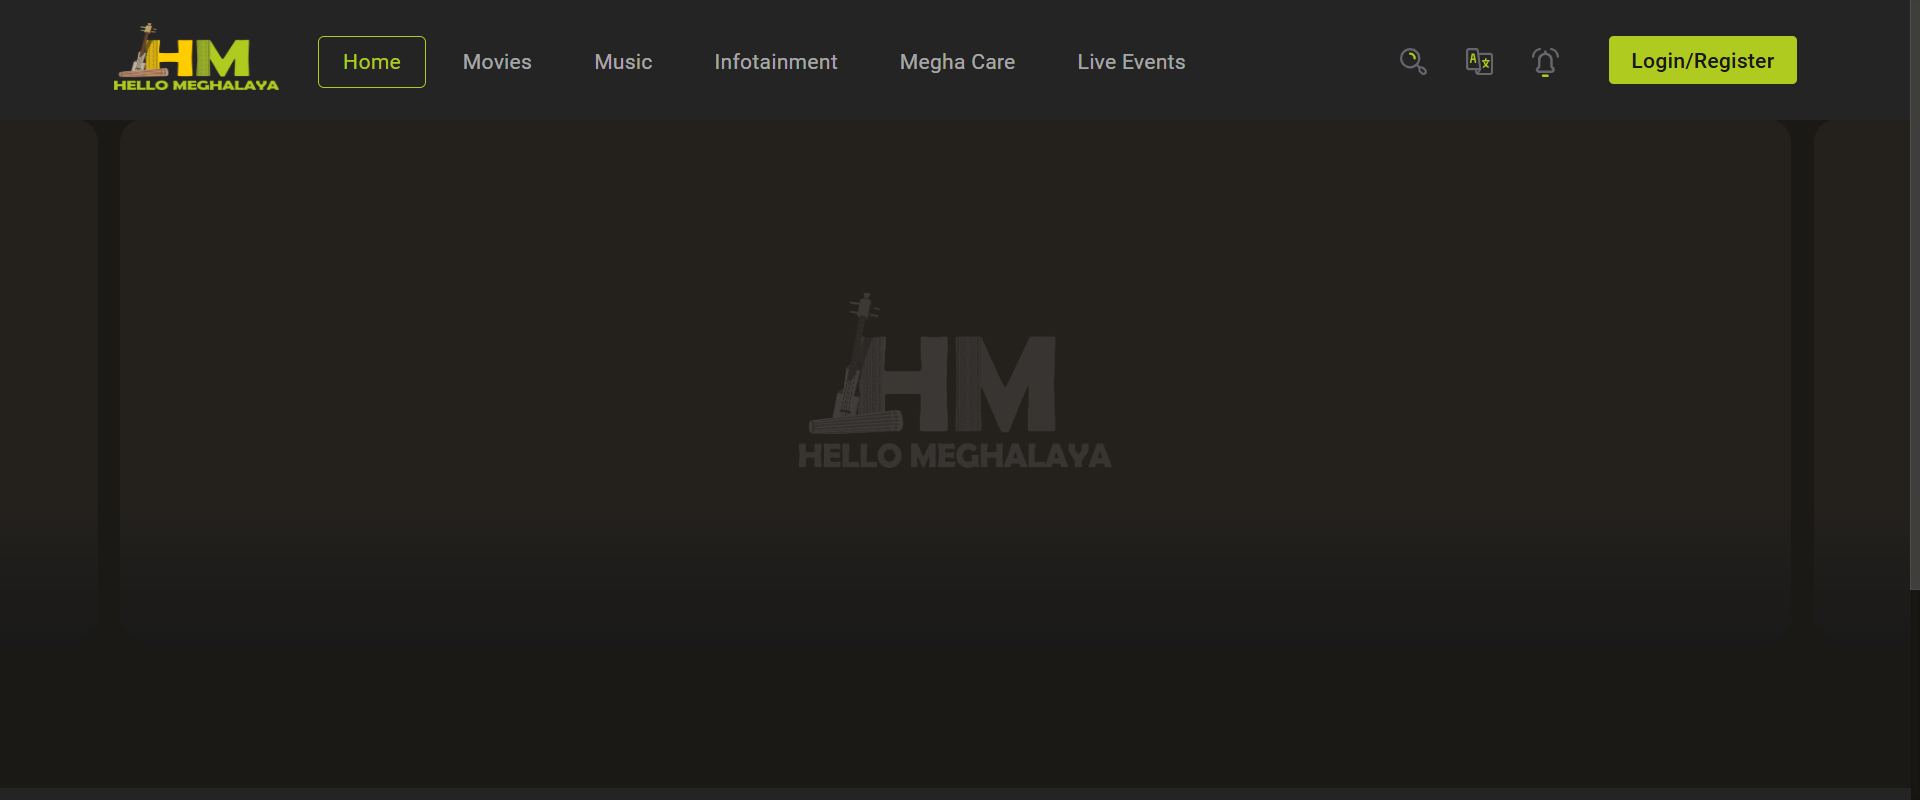 HM
HELLO MEGHALAYA
Home
Movies
Music
Infotainment
Megha Care
Live Events
A
Login/Register
HM
HELLO MEGHALAYA